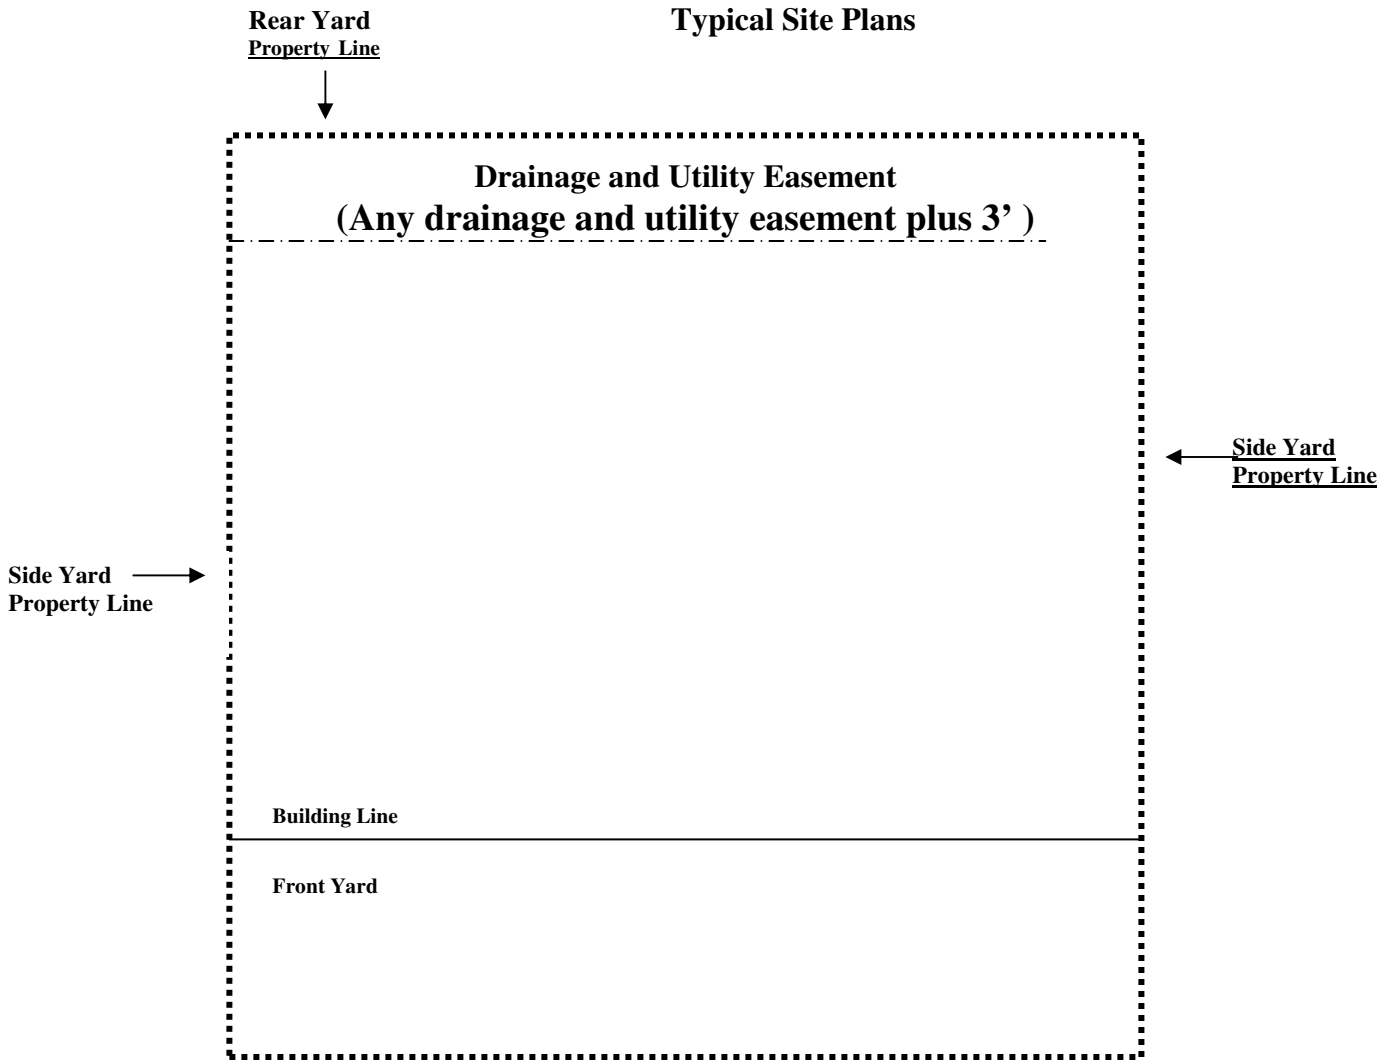 Typical Site Plans
Rear Yard
Property Line
Drainage and Utility Easement
(Any drainage and utility easement plus 3’ )
Side Yard
Property Line
Side Yard
Property Line
Building Line
Front Yard